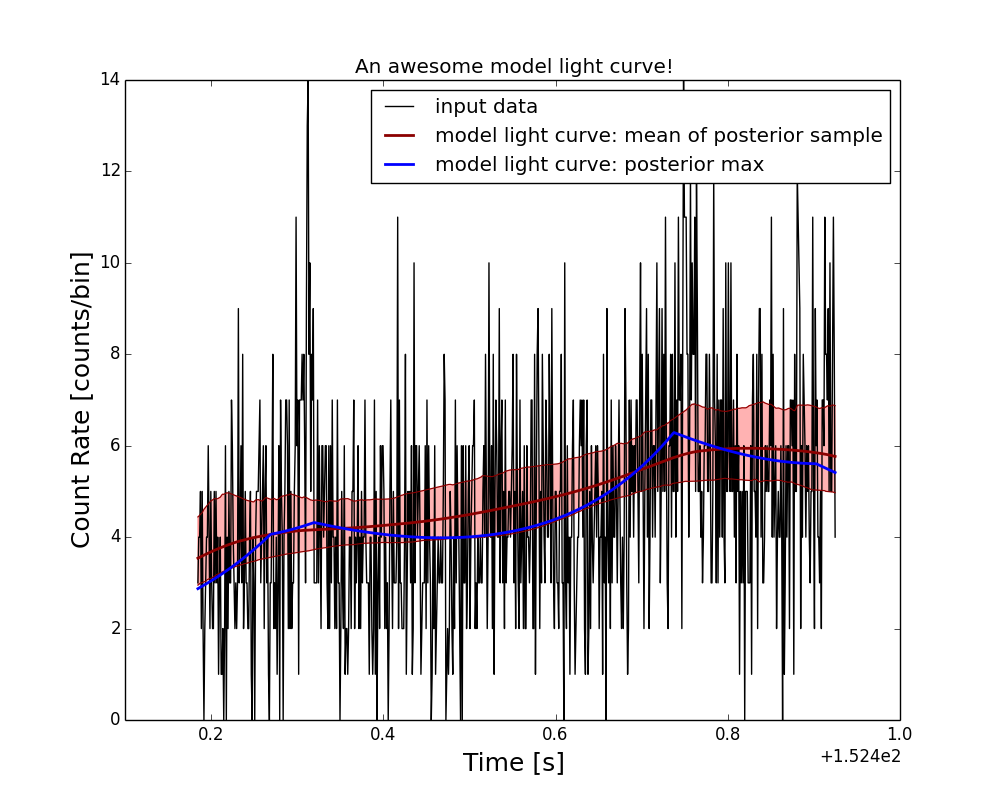 An awesome model light curve!
input data
model light curve: mean of posterior sample
model light curve: posterior max
Count Rate [counts/bin]
14
12
10
8
6
4
2
0
0.2 0.4 0.6 0.8 1.0
+1.524e2
Time [s]